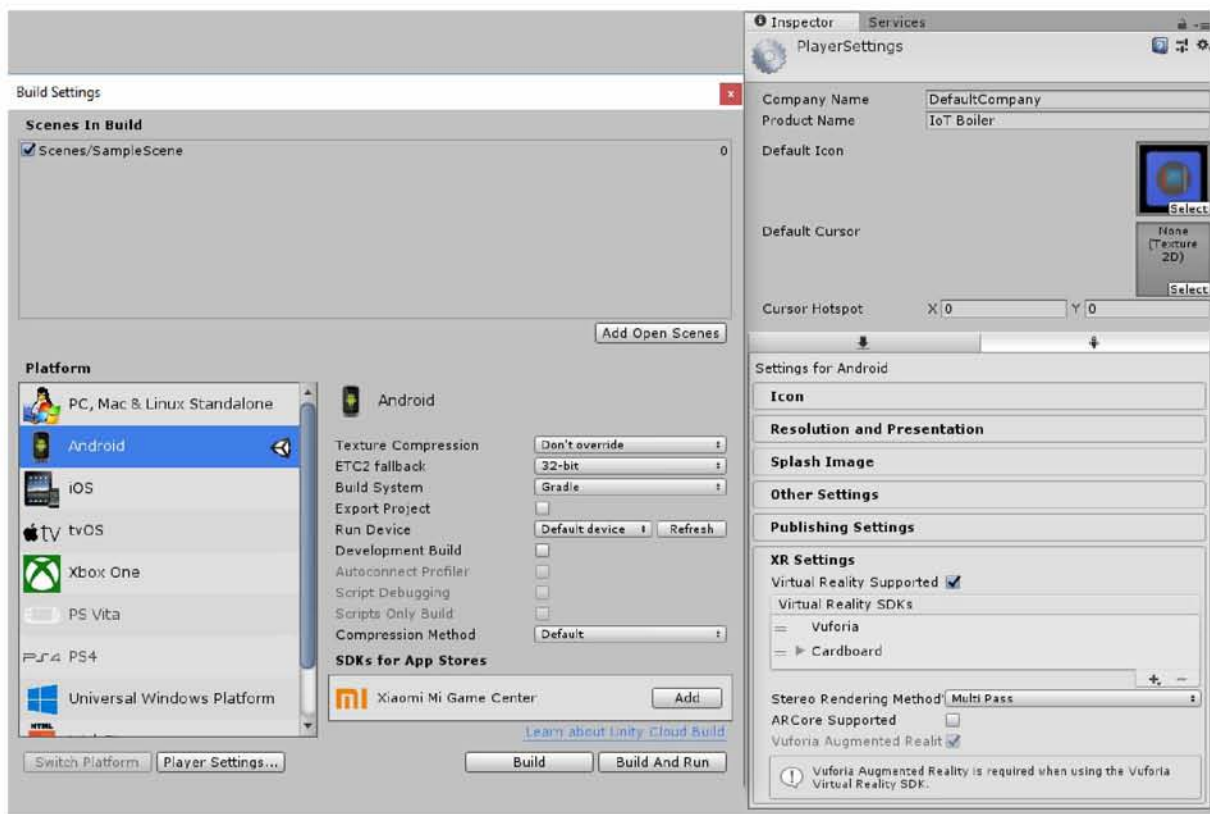 Build Settings
Scenes In Build
Scenes/SampleScene 0
Add Open Scenes
Platform
PC, Mac & Linux Standalone
Android
iOS
tv tvOS
Xbox One
PS Vita
PS4 PS4
Universal Windows Platform
HTML
Switch Platform
Player Settings...
Android
Texture Compression Don't override
ETC2 fallback 32-bit
Build System Gradle
Export Project
Run Device Default device Refresh
Development Build
Autoconnect Profiler
Script Debugging
Scripts Only Build
Compression Method Default
SDKs for App Stores
Xiaomi Mi Game Center Add
Learn about Unity Cloud Build
Build Build And Run
Inspector Services
PlayerSettings
Company Name DefaultCompany
Product Name IoT Boiler
Default Icon
Select
Default Cursor
None
(Texture
2D)
Select
Cursor Hotspot X 0 Y 0
Settings for Android
Icon
Resolution and Presentation
Splash Image
Other Settings
Publishing Settings
XR Settings
Virtual Reality Supported
Virtual Reality SDKs
Vuforia
Cardboard
Stereo Rendering Method* Multi Pass
ARCore Supported
Vuforia Augmented Realit
Vuforia Augmented Reality is required when using the Vuforia
Virtual Reality SDK.